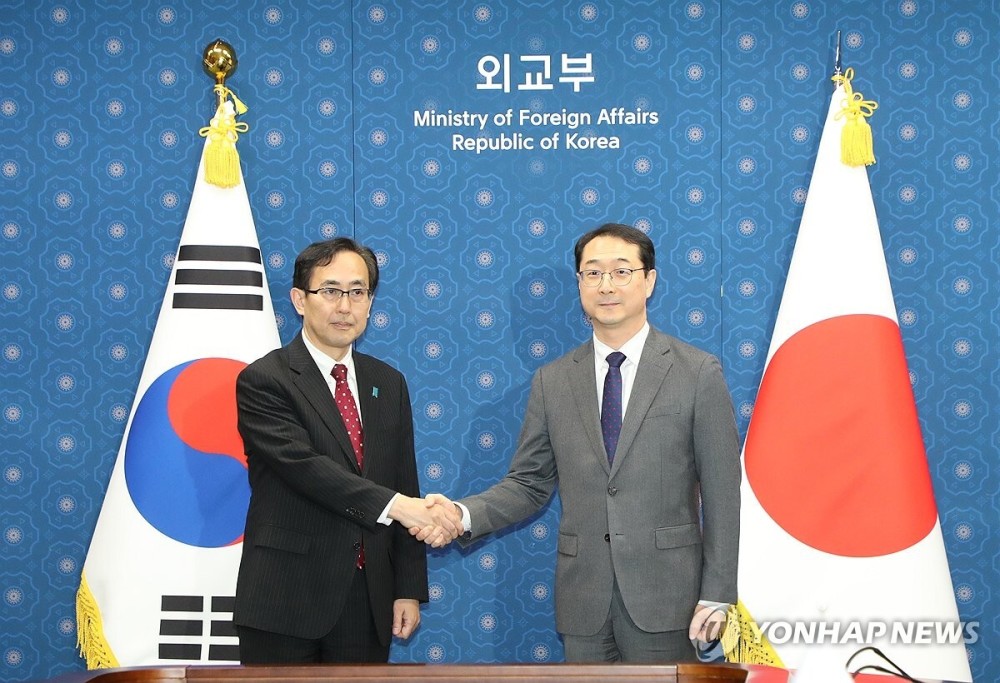 외교부
Ministry of Foreign Affairs
Republic of Korea
YONHAP NEWS